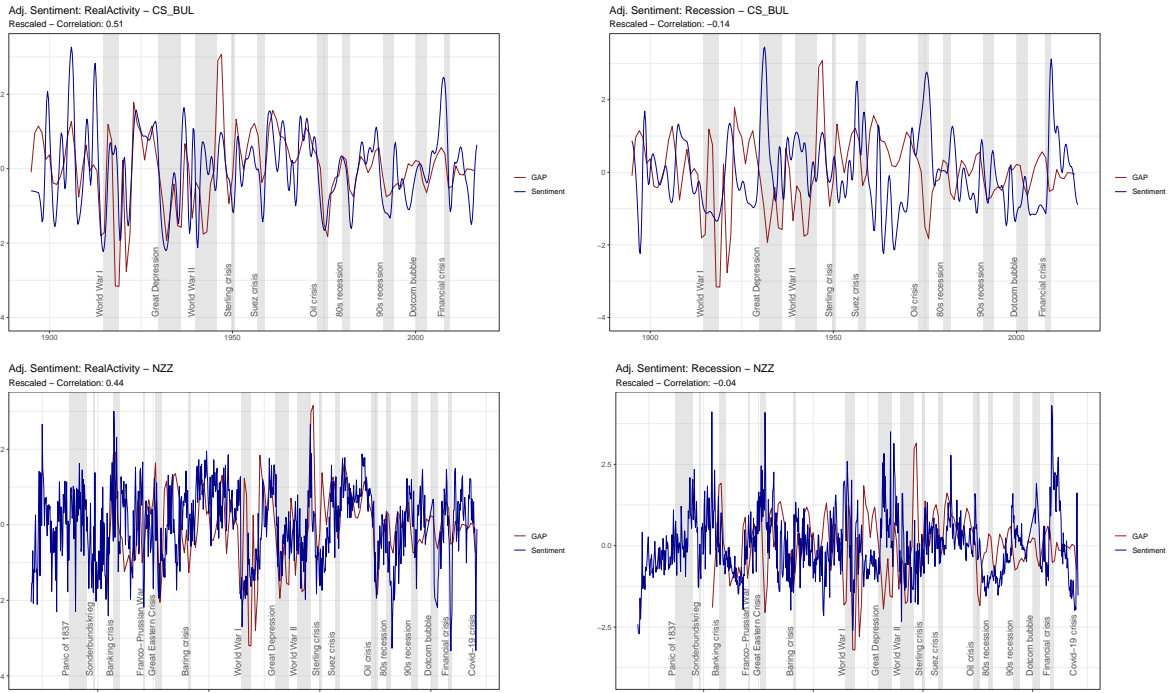 Adj. Sentiment: RealActivity − CS_BUL
Rescaled − Correlation: 0.51
2
0
2
4
World War I
Great Depression
World War II
Sterling crisis
Suez crisis
Oil crisis
80s recession
90s recession
Dotcom bubble
Financial crisis
1900
1950
2000
GAP
Sentiment
Adj. Sentiment: Recession − CS_BUL
Rescaled − Correlation: −0.14
2
0
−2
−4
World War I
Great Depression
World War II
Sterling crisis
Suez crisis
Oil crisis
80s recession
90s recession
Dotcom bubble
Financial crisis
1900
1950
2000
GAP
Sentiment
Adj. Sentiment: RealActivity − NZZ
Rescaled − Correlation: 0.44
2
0
2
4
Panic of 1837
Sonderbundskrieg
Banking crisis
Franco−Prussian War
Great Eastern Crisis
Baring crisis
World War I
Great Depression
World War II
Sterling crisis
Suez crisis
Oil crisis
80s recession
90s recession
Dotcom bubble
Financial crisis
Covid−19 crisis
GAP
Sentiment
Adj. Sentiment: Recession − NZZ
Rescaled − Correlation: −0.04
2.5
0.0
−2.5
Panic of 1837
Sonderbundskrieg
Banking crisis
Franco−Prussian War
Great Eastern Crisis
Baring crisis
World War I
Great Depression
World War II
Sterling crisis
Suez crisis
Oil crisis
80s recession
90s recession
Dotcom bubble
Financial crisis
Covid−19 crisis
GAP
Sentiment